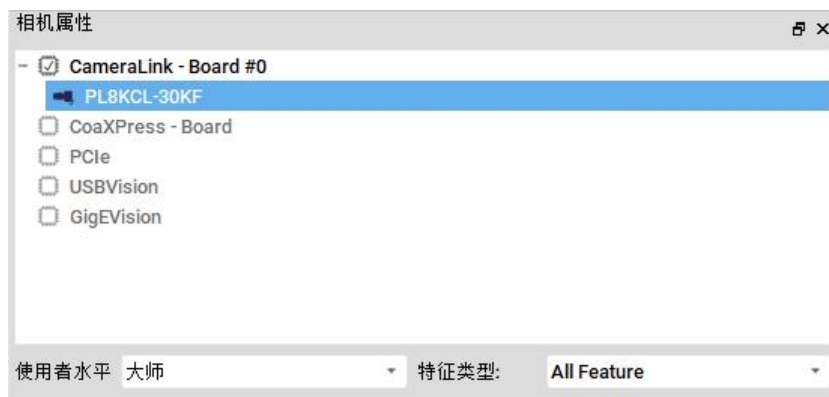 相机属性
CameraLink - Board #0
PL8KCL-30KF
CoaXPress - Board
PCIe
USBVision
GigEVision
使用者水平 大师 特征类型: All Feature